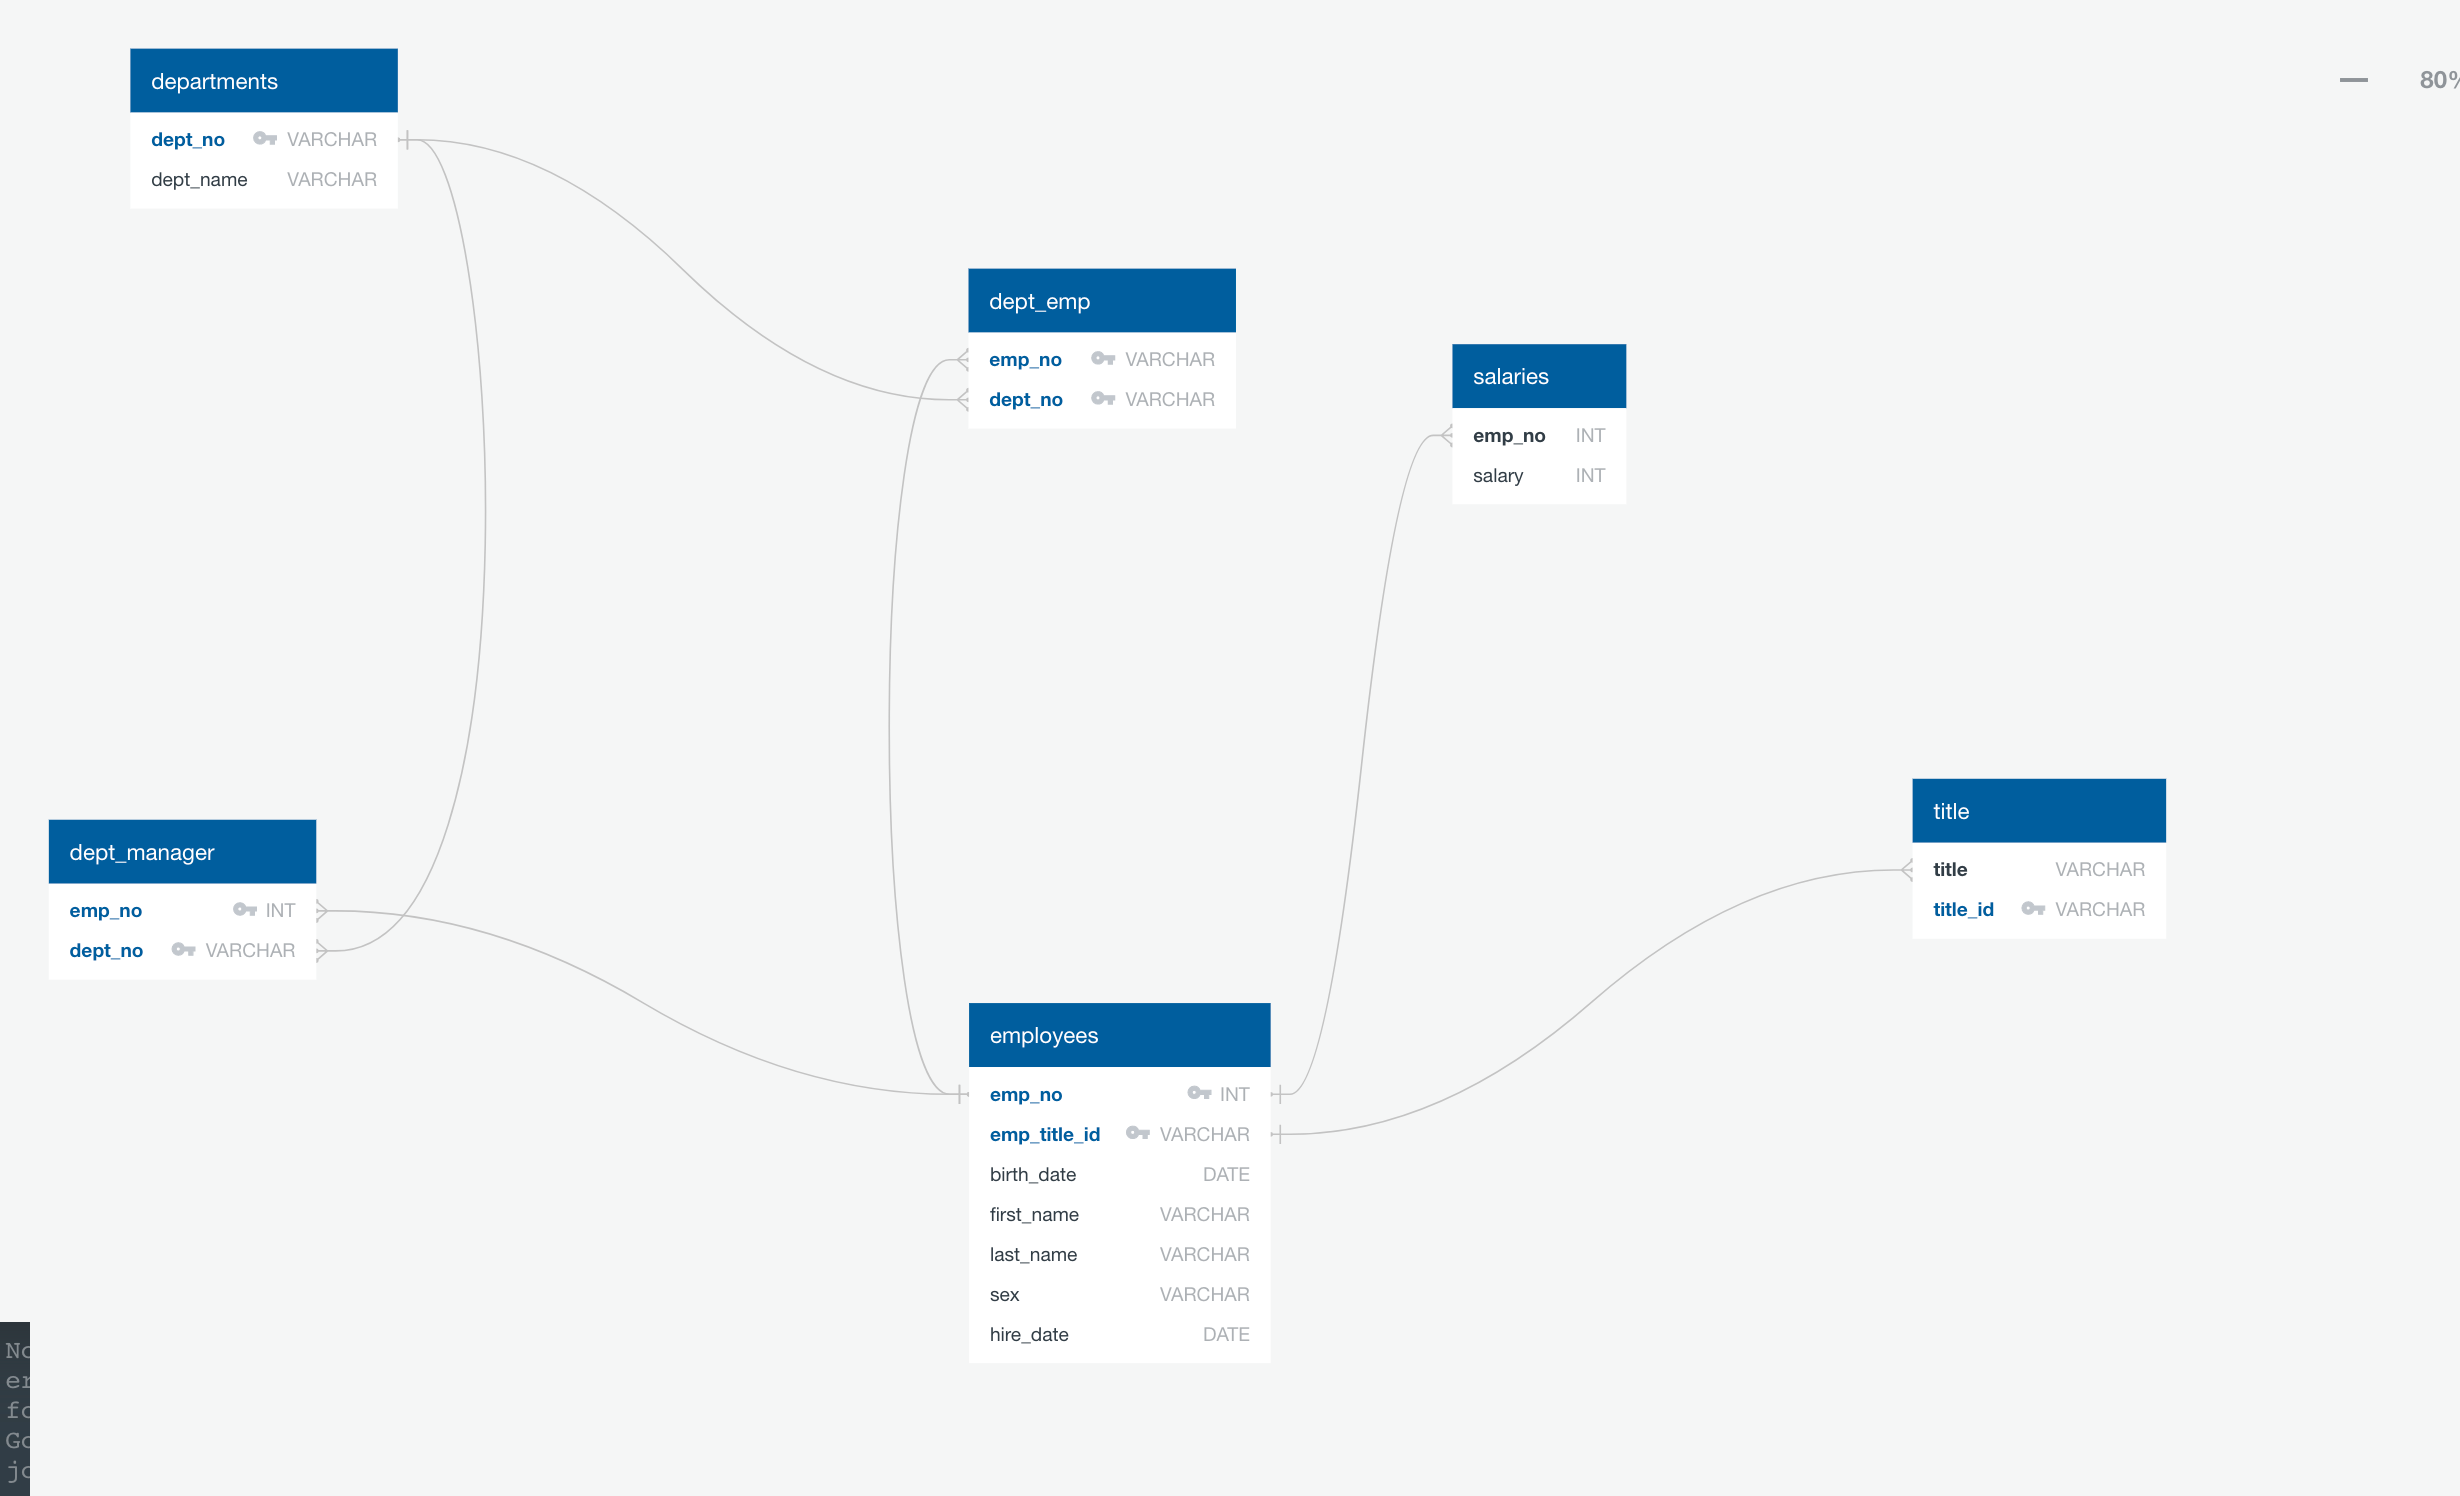 departments
dept_no VARCHAR
dept_name VARCHAR
80%
dept_emp
emp_no VARCHAR
dept_no VARCHAR
salaries
emp_no INT
salary INT
title
title VARCHAR
title_id VARCHAR
dept_manager
emp_no INT
dept_no VARCHAR
employees
emp_no INT
emp_title_id VARCHAR
birth_date DATE
first_name VARCHAR
last_name VARCHAR
sex VARCHAR
hire_date DATE